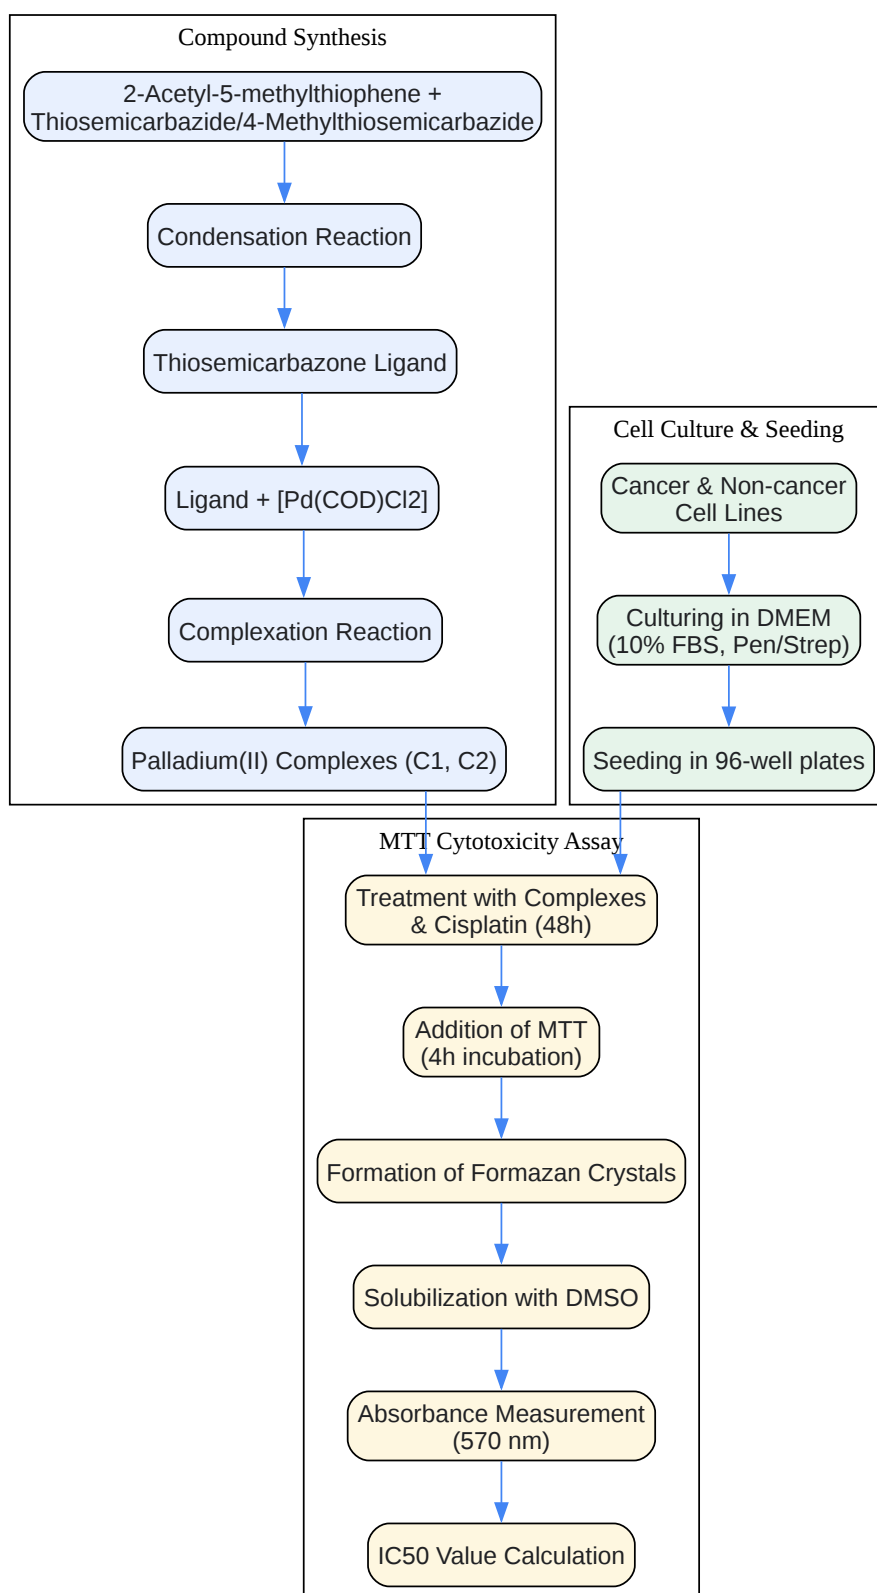 Compound Synthesis
2-Acetyl-5-methylthiophene +
Thiosemicarbazide/4-Methylthiosemicarbazide
Condensation Reaction
Thiosemicarbazone Ligand
Ligand + [Pd(COD)Cl2]
Complexation Reaction
Palladium(II) Complexes (C1, C2)
Cell Culture & Seeding
Cancer & Non-cancer
Cell Lines
Culturing in DMEM
(10% FBS, Pen/Strep)
Seeding in 96-well plates
MTT Cytotoxicity Assay
Treatment with Complexes
& Cisplatin (48h)
Addition of MTT
(4h incubation)
Formation of Formazan Crystals
Solubilization with DMSO
Absorbance Measurement
(570 nm)
IC50 Value Calculation